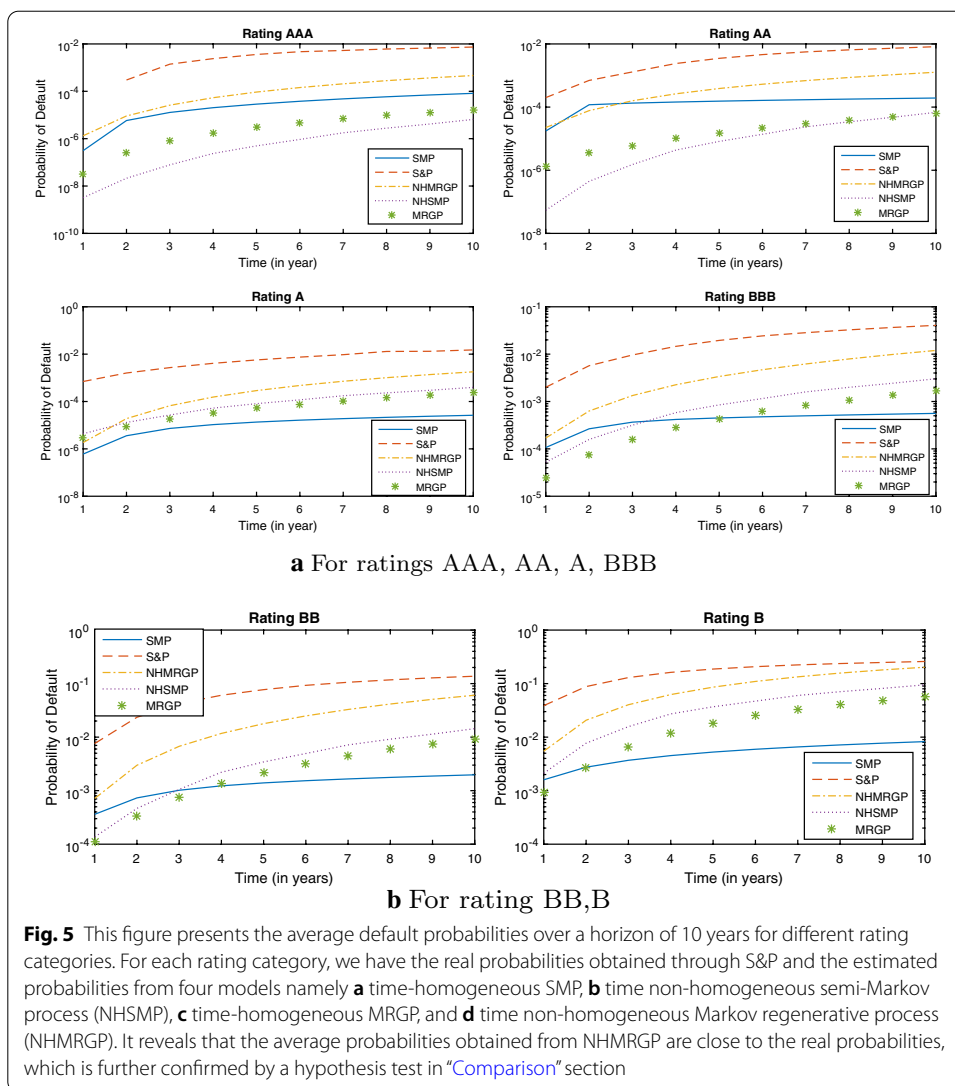 Rating AAA
Probability of Default
10^-2
10^-4
10^-6
10^-8
10^-10
SMP
S&P
NHMRGP
NHSMP
MRGP
1 2 3 4 5 6 7 8 9 10
Time (in year)
Rating AA
Probability of Default
10^-2
10^-4
10^-6
10^-8
SMP
S&P
NHMRGP
NHSMP
MRGP
1 2 3 4 5 6 7 8 9 10
Time (in years)
Rating A
Probability of Default
10^0
10^-2
10^-4
10^-6
10^-8
SMP
S&P
NHMRGP
NHSMP
MRGP
1 2 3 4 5 6 7 8 9 10
Time (in year)
Rating BBB
Probability of Default
10^-1
10^-2
10^-3
10^-4
10^-5
SMP
S&P
NHMRGP
NHSMP
MRGP
1 2 3 4 5 6 7 8 9 10
Time (in years)
a For ratings AAA, AA, A, BBB
Rating BB
Probability of Default
10^0
10^-1
10^-2
10^-3
10^-4
SMP
S&P
NHMRGP
NHSMP
MRGP
1 2 3 4 5 6 7 8 9 10
Time (in years)
Rating B
Probability of Default
10^0
10^-1
10^-2
10^-3
10^-4
SMP
S&P
NHMRGP
NHSMP
MRGP
1 2 3 4 5 6 7 8 9 10
Time (in years)
b For rating BB,B
Fig. 5 This figure presents the average default probabilities over a horizon of 10 years for different rating
categories. For each rating category, we have the real probabilities obtained through S&P and the estimated
probabilities from four models namely a time-homogeneous SMP, b time non-homogeneous semi-Markov
process (NHSMP), c time-homogeneous MRGP, and d time non-homogeneous Markov regenerative process
(NHMRGP). It reveals that the average probabilities obtained from NHMRGP are close to the real probabilities,
which is further confirmed by a hypothesis test in “Comparison” section